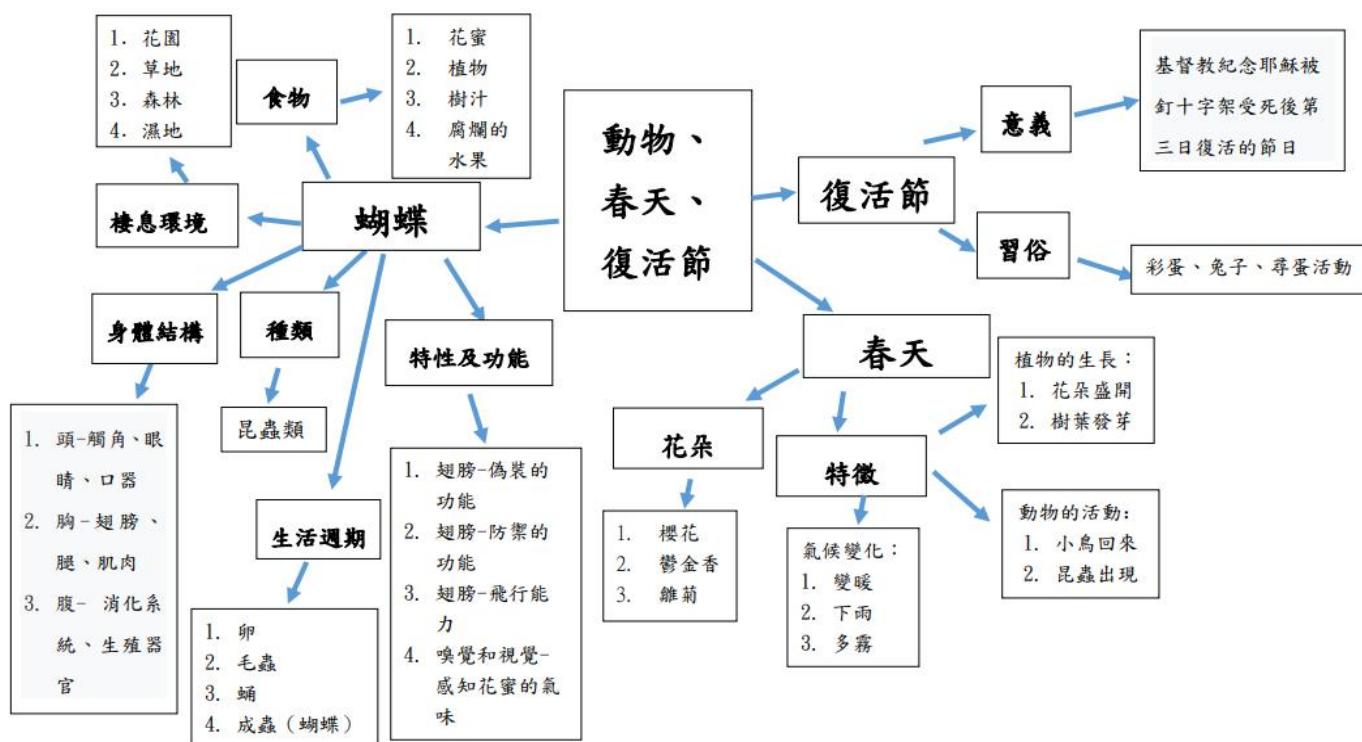 1. 花園
2. 草地
3. 森林
4. 濕地
食物
1. 花蜜
2. 植物
3. 樹汁
4. 腐爛的
水果
棲息環境
蝴蝶
身體結構
種類
特性及功能
1. 頭-觸角、眼
睛、口器
2. 胸-翅膀、
腿、肌肉
3. 腹- 消化系
統、生殖器
官
昆蟲類
生活週期
1. 卵
2. 毛蟲
3. 蛹
4. 成蟲（蝴蝶）
1. 翅膀-偽裝的
功能
2. 翅膀-防禦的
功能
3. 翅膀-飛行能
力
4. 嗅覺和視覺-
感知花蜜的氣
味
動物、
春天、
復活節
復活節
意義
基督教紀念耶穌被
釘十字架受死後第
三日復活的節日
習俗
彩蛋、兔子、尋蛋活動
春天
花朵
1. 櫻花
2. 鬱金香
3. 雛菊
特徵
植物的生長：
1. 花朵盛開
2. 樹葉發芽
動物的活動：
1. 小鳥回來
2. 昆蟲出現
氣候變化：
1. 變暖
2. 下雨
3. 多霧